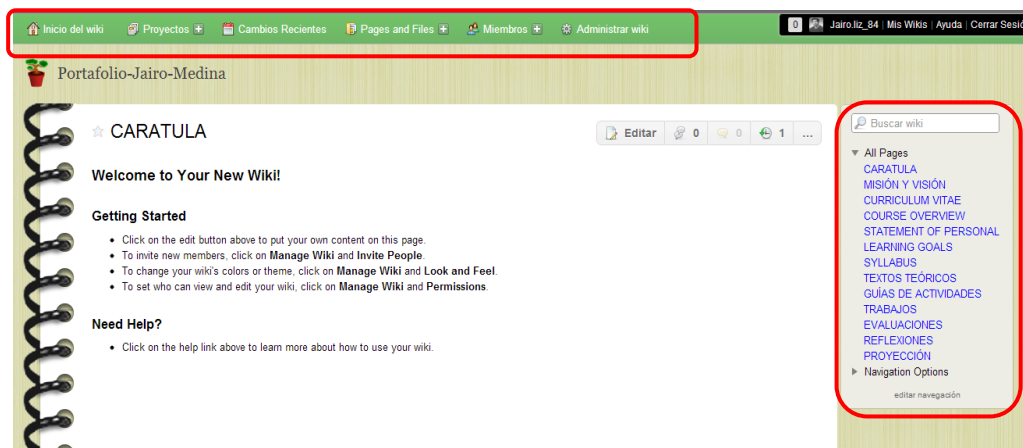 Inicio del wiki Proyectos Cambios Recientes Pages and Files Miembros Administrar wiki
0 Jairo.liz_84 | Mis Wikis | Ayuda | Cerrar Sesió
Portafolio-Jairo-Medina
CARATULA
Editar 0 0 1 ...
Welcome to Your New Wiki!
Getting Started
• Click on the edit button above to put your own content on this page.
• To invite new members, click on Manage Wiki and Invite People.
• To change your wiki's colors or theme, click on Manage Wiki and Look and Feel.
• To set who can view and edit your wiki, click on Manage Wiki and Permissions.
Need Help?
• Click on the help link above to learn more about how to use your wiki.
Buscar wiki
All Pages
CARATULA
MISIÓN Y VISIÓN
CURRICULUM VITAE
COURSE OVERVIEW
STATEMENT OF PERSONAL
LEARNING GOALS
SYLLABUS
TEXTOS TEÓRICOS
GUÍAS DE ACTIVIDADES
TRABAJOS
EVALUACIONES
REFLEXIONES
PROYECCIÓN
Navigation Options
editar navegación